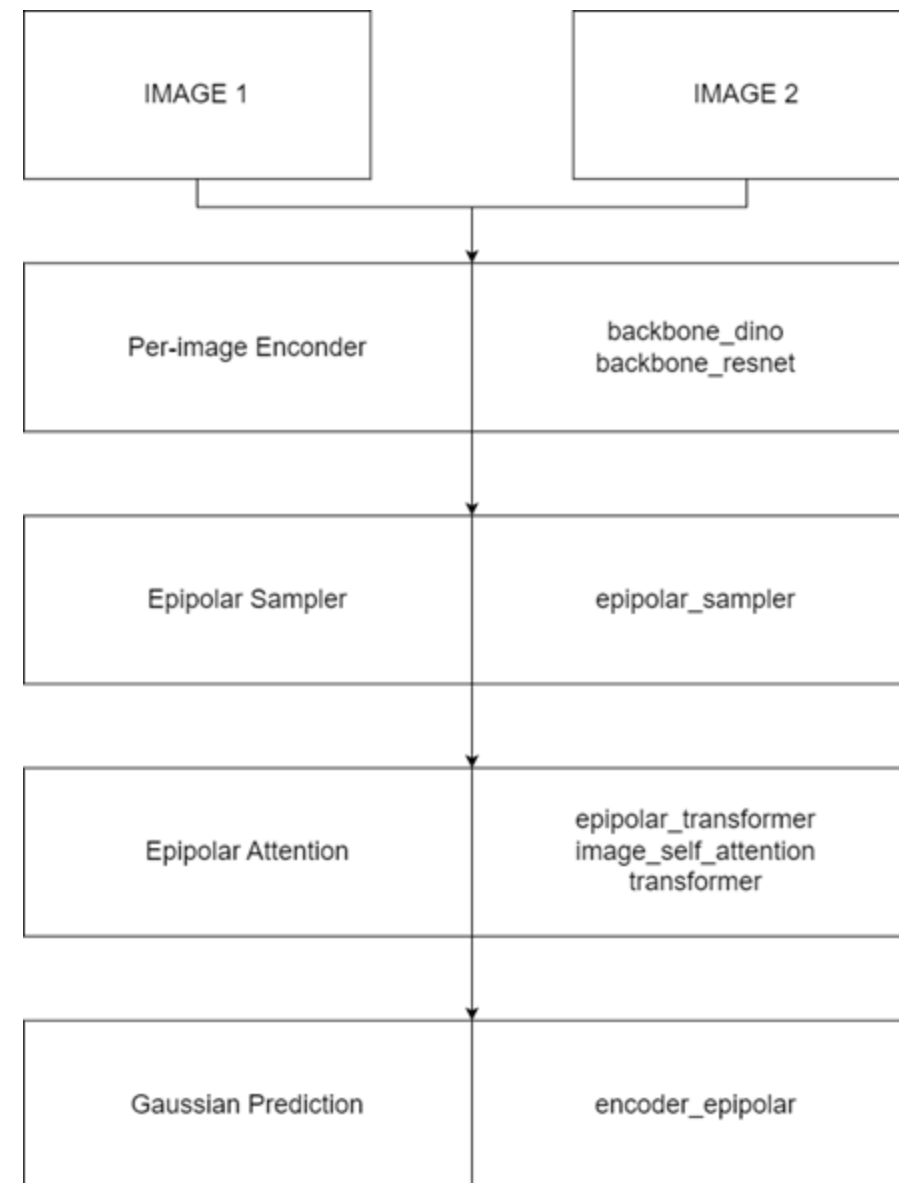 IMAGE 1
IMAGE 2
Per-image Enconder
backbone_dino
backbone_resnet
Epipolar Sampler
epipolar_sampler
Epipolar Attention
epipolar_transformer
image_self_attention
transformer
Gaussian Prediction
encoder_epipolar